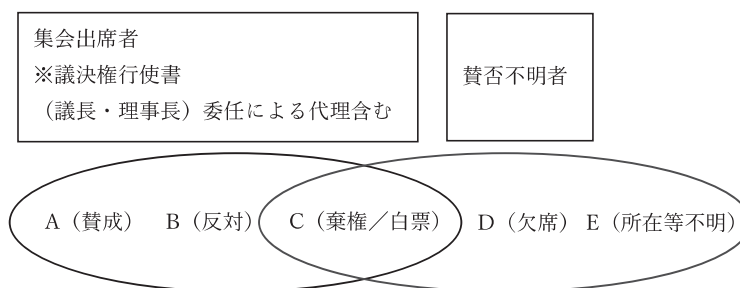 集会出席者
※議決権行使書
（議長・理事長）委任による代理含む
賛否不明者
A（賛成） B（反対） C（棄権／白票） D（欠席） E（所在等不明）